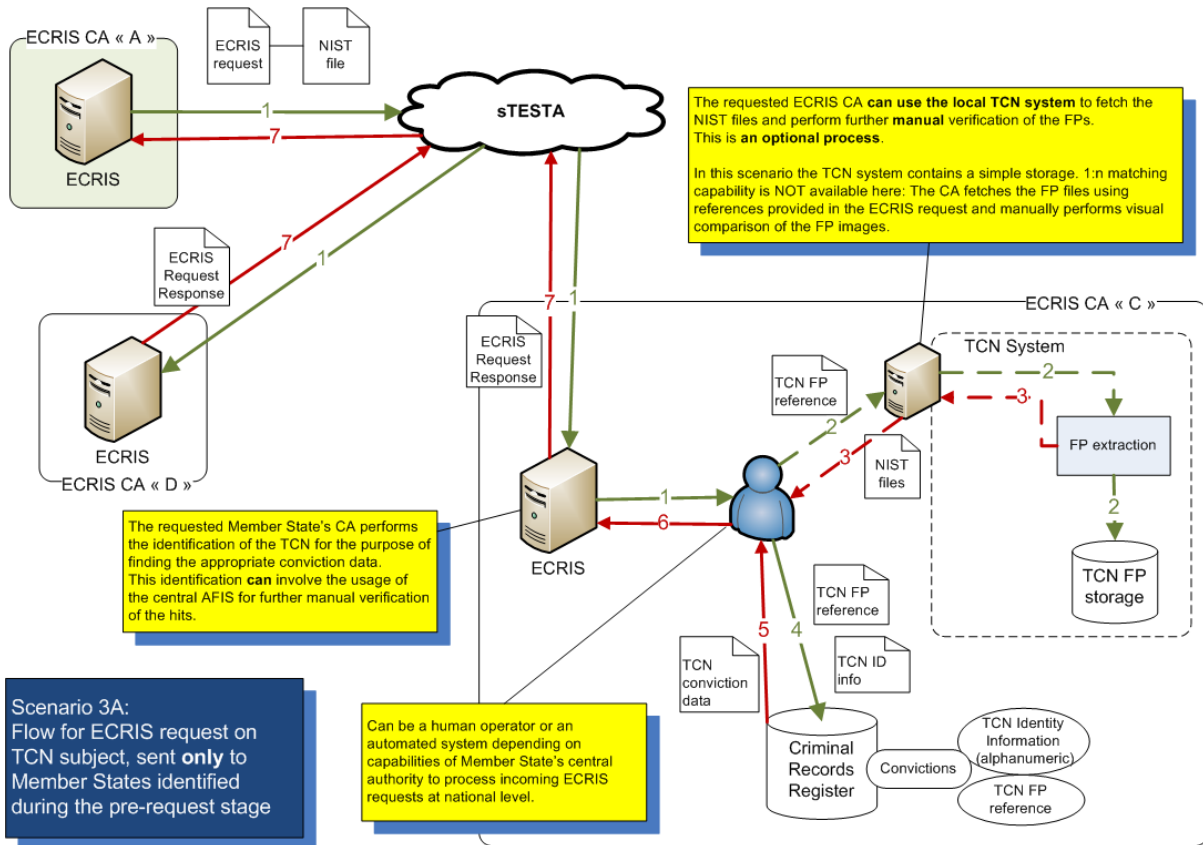 ECRIS CA « A »
ECRIS
request
NIST
file
1
7
ECRIS
sTESTA
The requested ECRIS CA can use the local TCN system to fetch the
NIST files and perform further manual verification of the FPs.
This is an optional process.
In this scenario the TCN system contains a simple storage. 1:n matching
capability is NOT available here: The CA fetches the FP files using
references provided in the ECRIS request and manually performs visual
comparison of the FP images.
7
1
ECRIS
Request
Response
7
1
ECRIS CA « C »
ECRIS
Request
Response
ECRIS
ECRIS CA « D »
TCN System
2
3
FP extraction
2
TCN FP
storage
TCN FP
reference
2
3
NIST
files
1
6
ECRIS
The requested Member State's CA performs
the identification of the TCN for the purpose of
finding the appropriate conviction data.
This identification can involve the usage of
the central AFIS for further manual verification
of the hits.
TCN FP
reference
5
4
TCN ID
info
TCN
conviction
data
Scenario 3A:
Flow for ECRIS request on
TCN subject, sent only to
Member States identified
during the pre-request stage
Can be a human operator or an
automated system depending on
capabilities of Member State's central
authority to process incoming ECRIS
requests at national level.
Criminal
Records
Register
Convictions
TCN Identity
Information
(alphanumeric)
TCN FP
reference